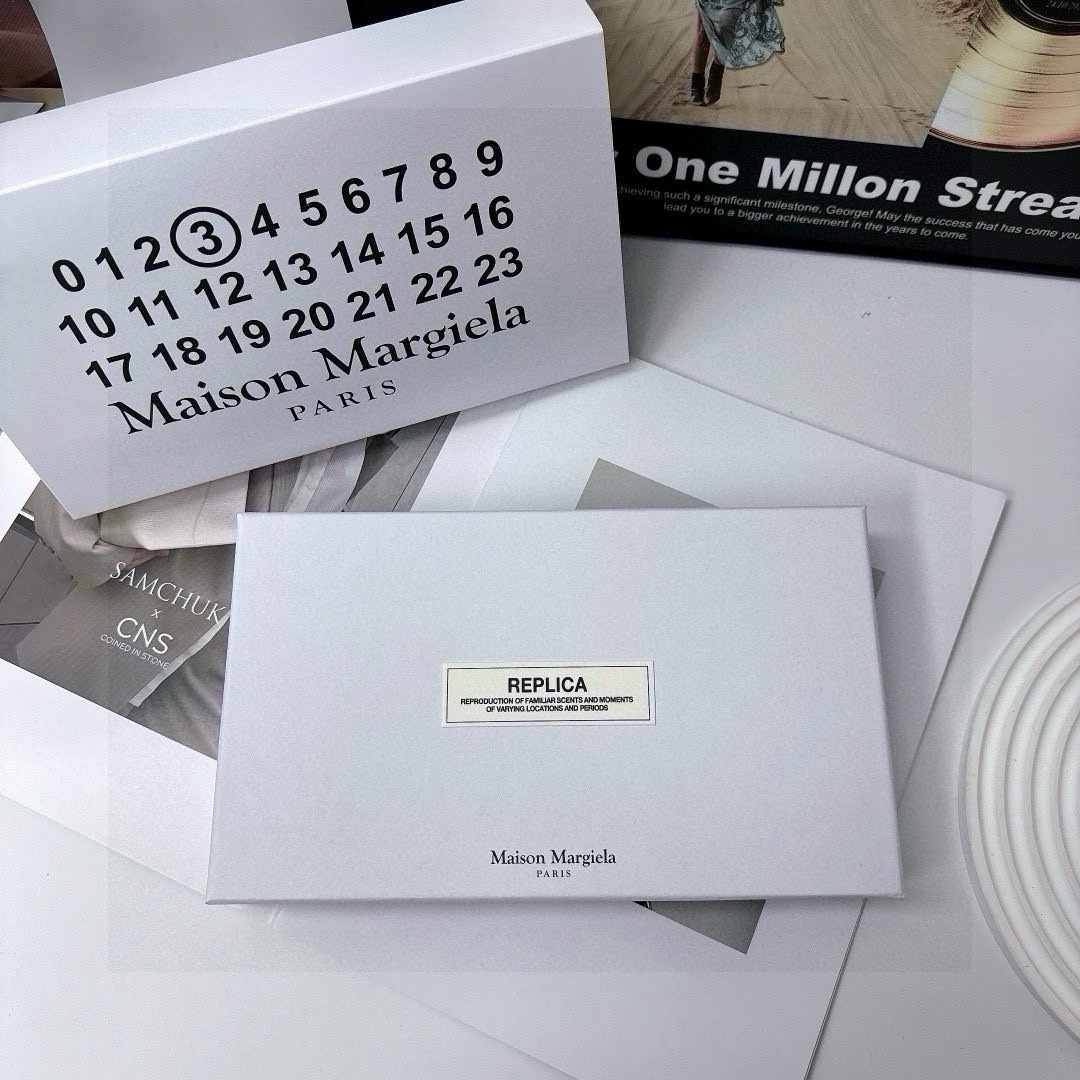 0 1 2 3 4 5 6 7 8 9
10 11 12 13 14 15 16
17 18 19 20 21 22 23
Maison Margiela
PARIS
One Millon Strea
chieving such a significant milestone, George! May the success that has come you
lead you to a bigger achievement in the years to come.
SAMCHUK
x
CNS
COINED IN STONE
REPLICA
REPRODUCTION OF FAMILIAR SCENTS AND MOMENTS
OF VARYING LOCATIONS AND PERIODS
Maison Margiela
PARIS